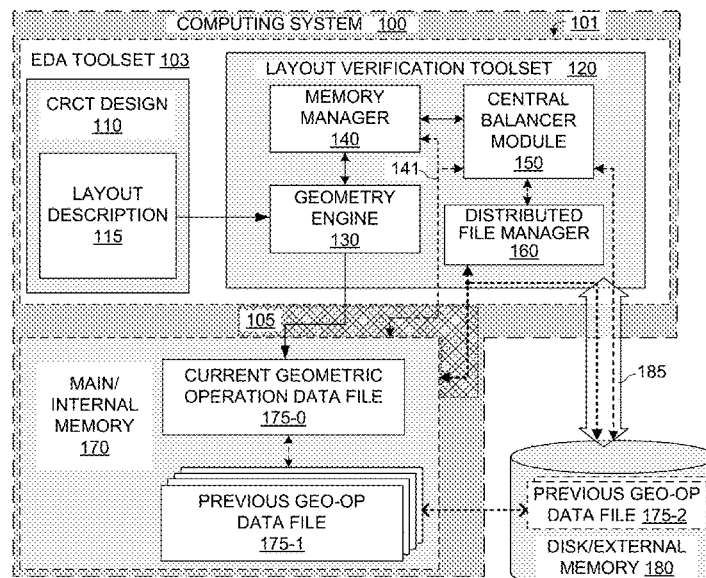 COMPUTING SYSTEM 100
101
EDA TOOLSET 103
LAYOUT VERIFICATION TOOLSET 120
CRCT DESIGN
110
LAYOUT
DESCRIPTION
115
MEMORY
MANAGER
140
CENTRAL
BALANCER
MODULE
150
141
GEOMETRY
ENGINE
130
DISTRIBUTED
FILE MANAGER
160
105
MAIN/
INTERNAL
MEMORY
170
CURRENT GEOMETRIC
OPERATION DATA FILE
175-0
185
PREVIOUS GEO-OP
DATA FILE
175-1
PREVIOUS GEO-OP
DATA FILE 175-2
DISK/EXTERNAL
MEMORY 180